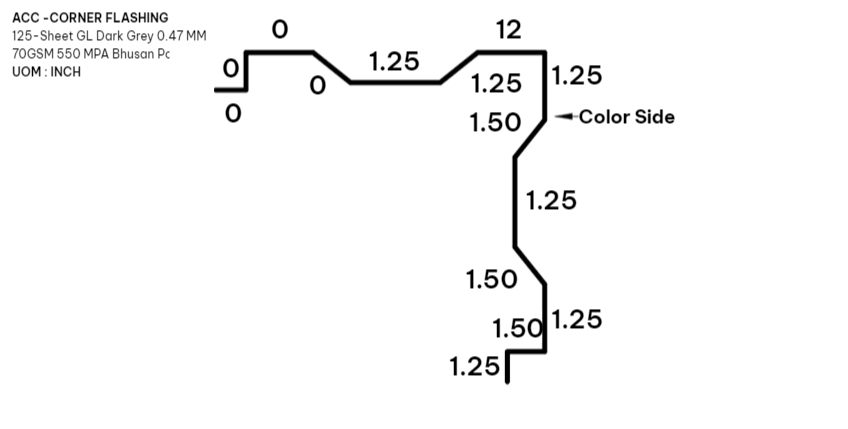 ACC -CORNER FLASHING
125-Sheet GL Dark Grey 0.47 MM
70GSM 550 MPA Bhusan Pc
UOM : INCH
0
12
0
1.25
0
1.25
1.25
0
1.50
Color Side
1.25
1.50
1.25
1.50
1.25